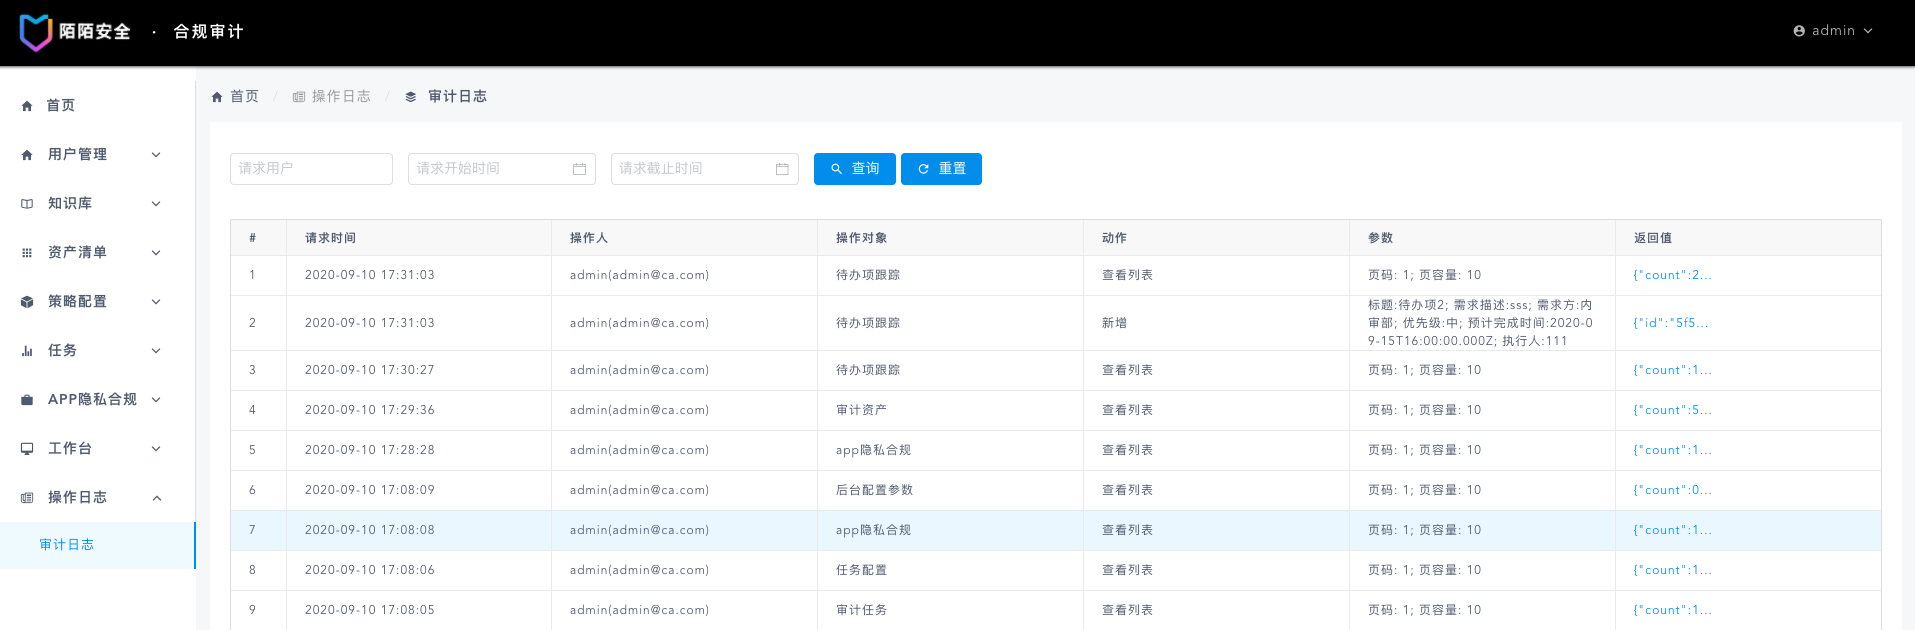 陌陌安全 · 合规审计
admin
首页
用户管理
知识库
资产清单
策略配置
任务
APP隐私合规
工作台
操作日志
审计日志
首页 / 操作日志 / 审计日志
请求用户 请求开始时间 请求截止时间 查询 重置
# 请求时间 操作人 操作对象 动作 参数 返回值
1 2020-09-10 17:31:03 admin(admin@ca.com) 待办项跟踪 查看列表 页码: 1; 页容量: 10 {"count":2...
2 2020-09-10 17:31:03 admin(admin@ca.com) 待办项跟踪 新增 标题:待办项2; 需求描述:sss; 需求方:内
审部; 优先级:中; 预计完成时间:2020-0
9-15T16:00:00.000Z; 执行人:111 {"id":"5f5...
3 2020-09-10 17:30:27 admin(admin@ca.com) 待办项跟踪 查看列表 页码: 1; 页容量: 10 {"count":1...
4 2020-09-10 17:29:36 admin(admin@ca.com) 审计资产 查看列表 页码: 1; 页容量: 10 {"count":5...
5 2020-09-10 17:28:28 admin(admin@ca.com) app隐私合规 查看列表 页码: 1; 页容量: 10 {"count":1...
6 2020-09-10 17:08:09 admin(admin@ca.com) 后台配置参数 查看列表 页码: 1; 页容量: 10 {"count":0...
7 2020-09-10 17:08:08 admin(admin@ca.com) app隐私合规 查看列表 页码: 1; 页容量: 10 {"count":1...
8 2020-09-10 17:08:06 admin(admin@ca.com) 任务配置 查看列表 页码: 1; 页容量: 10 {"count":1...
9 2020-09-10 17:08:05 admin(admin@ca.com) 审计任务 查看列表 页码: 1; 页容量: 10 {"count":1...